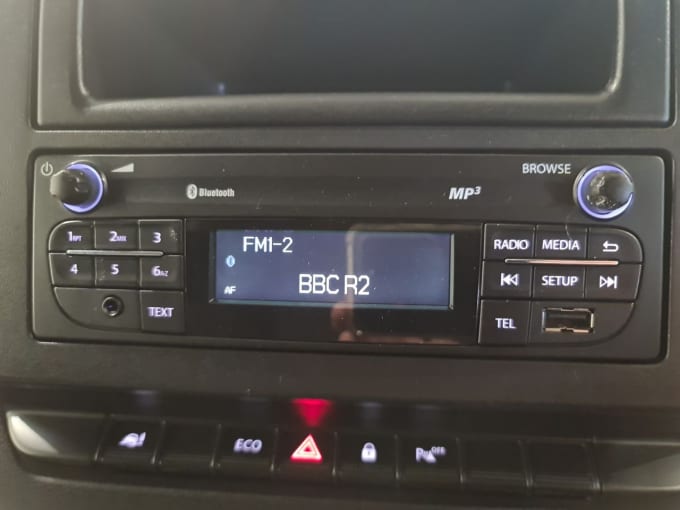 Bluetooth
MP3
BROWSE
1RPT 2MIX 3
4 5 6AZ
TEXT
FM1-2
AF
BBC R2
RADIO MEDIA
SETUP
TEL
ECO
OFF
P